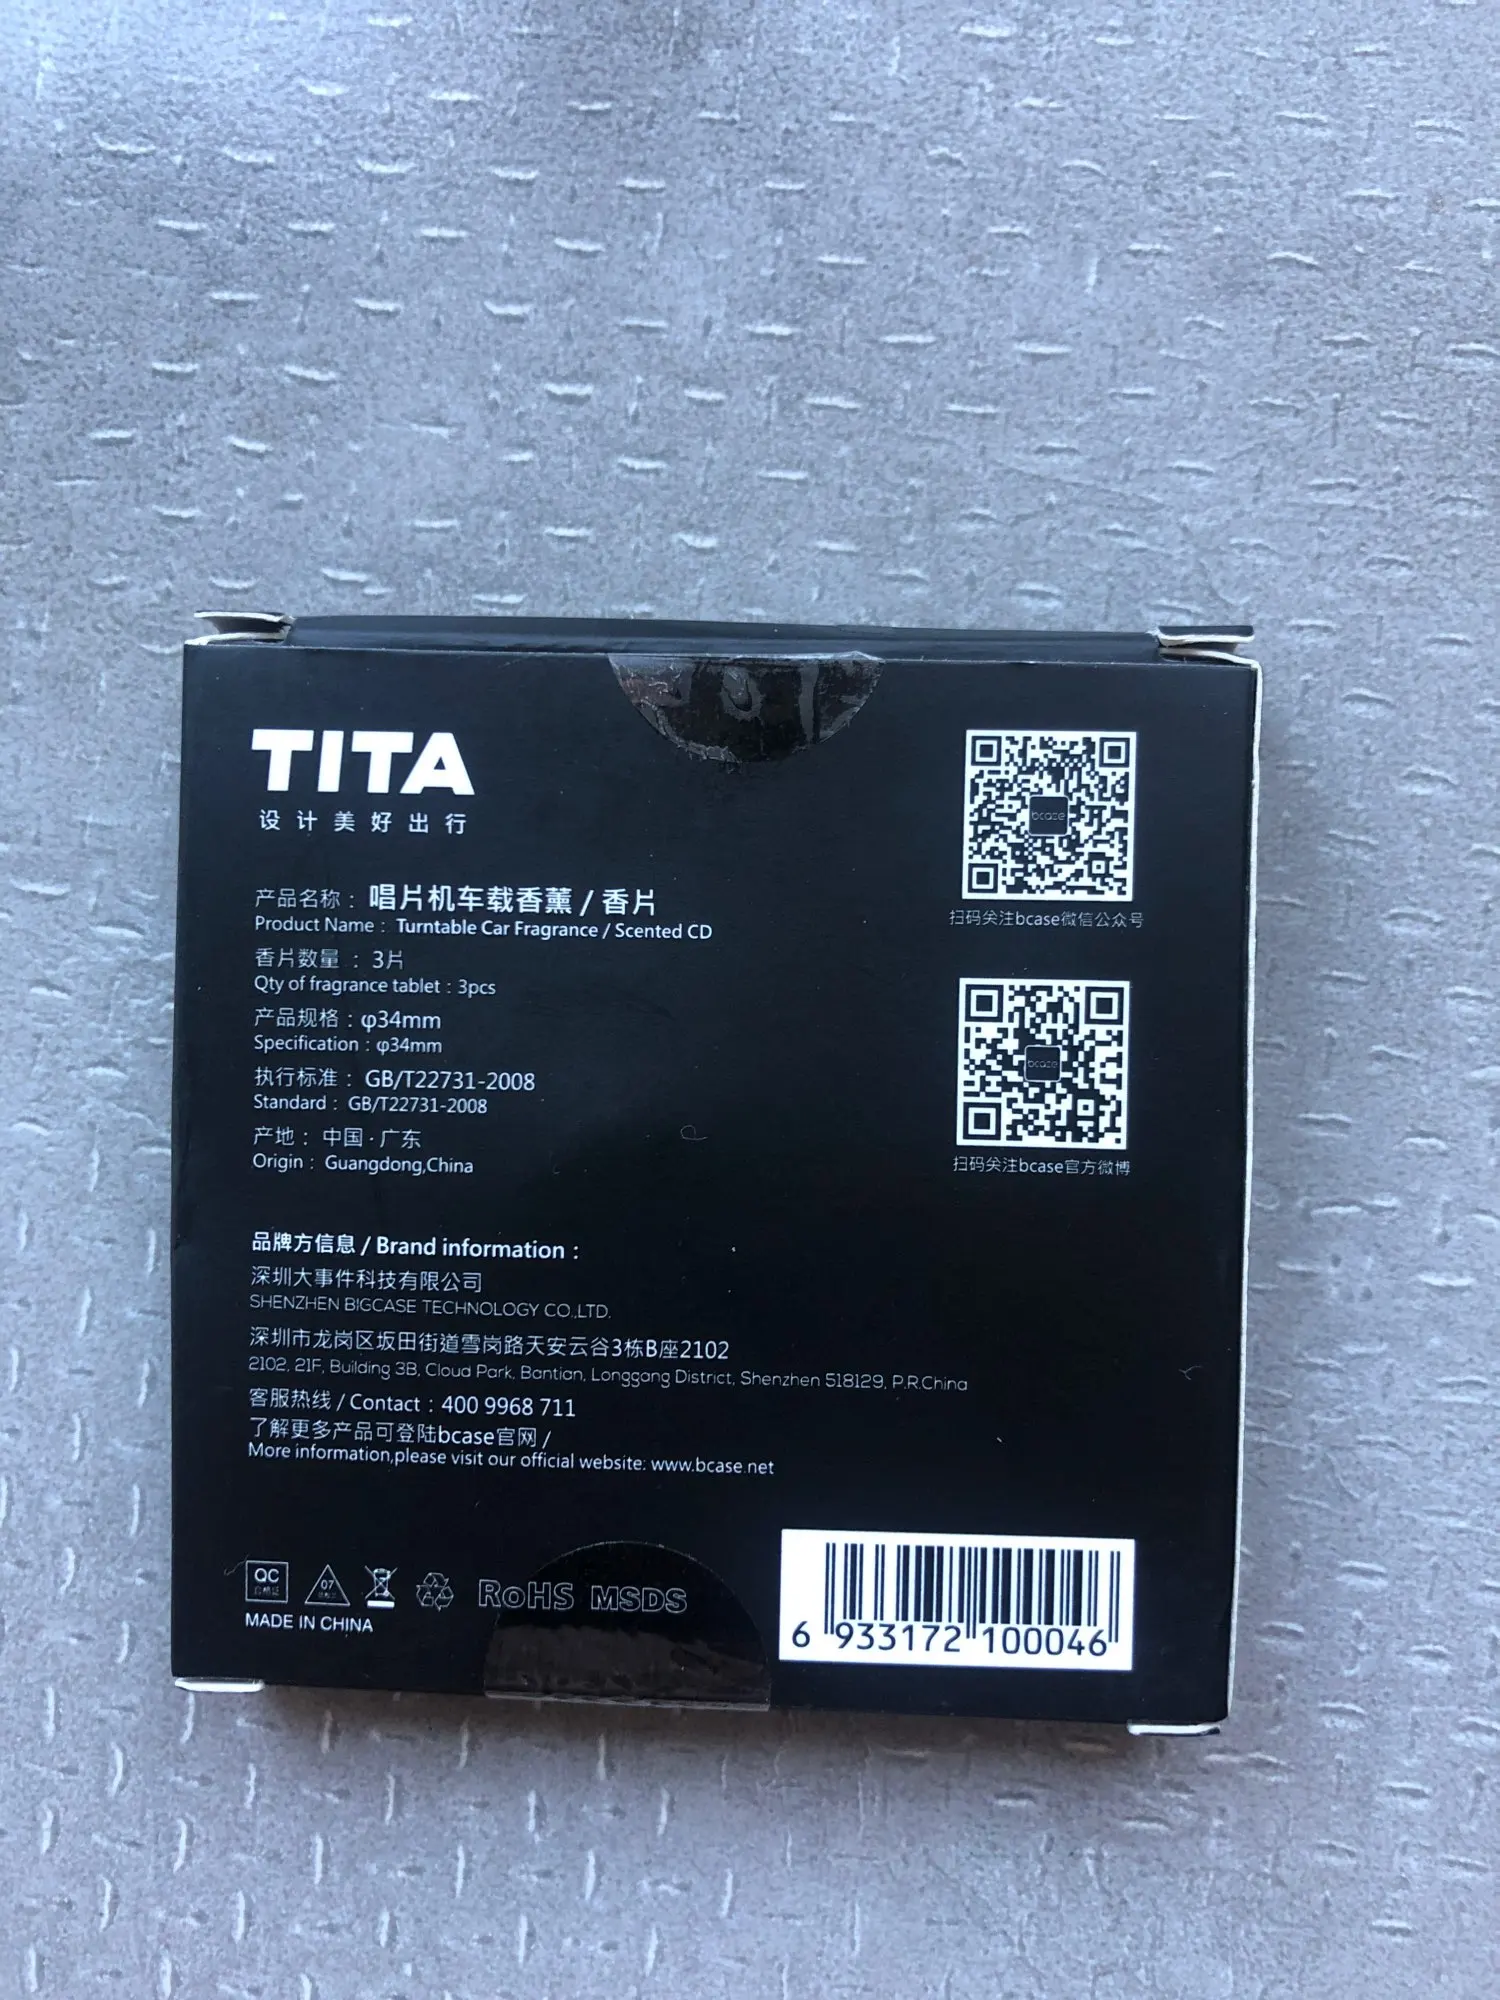 TITA
设计美好出行
产品名称：唱片机车载香薰 / 香片
Product Name： Turntable Car Fragrance / Scented CD
香片数量 ：3片
Qty of fragrance tablet：3pcs
产品规格：φ34mm
Specification：φ34mm
执行标准： GB/T22731-2008
Standard： GB/T22731-2008
产地： 中国 · 广东
Origin： Guangdong,China
品牌方信息 / Brand information：
深圳大事件科技有限公司
SHENZHEN BIGCASE TECHNOLOGY CO.,LTD.
深圳市龙岗区坂田街道雪岗路天安云谷3栋B座2102
2102, 21F, Building 3B, Cloud Park, Bantian, Longgang District, Shenzhen 518129, P.R.China
客服热线 / Contact：400 9968 711
了解更多产品可登陆bcase官网 /
More information,please visit our official website: www.bcase.net
bcase
扫码关注bcase微信公众号
bcase
扫码关注bcase官方微博
QC
07
RoHS MSDS
MADE IN CHINA
6 933172 100046